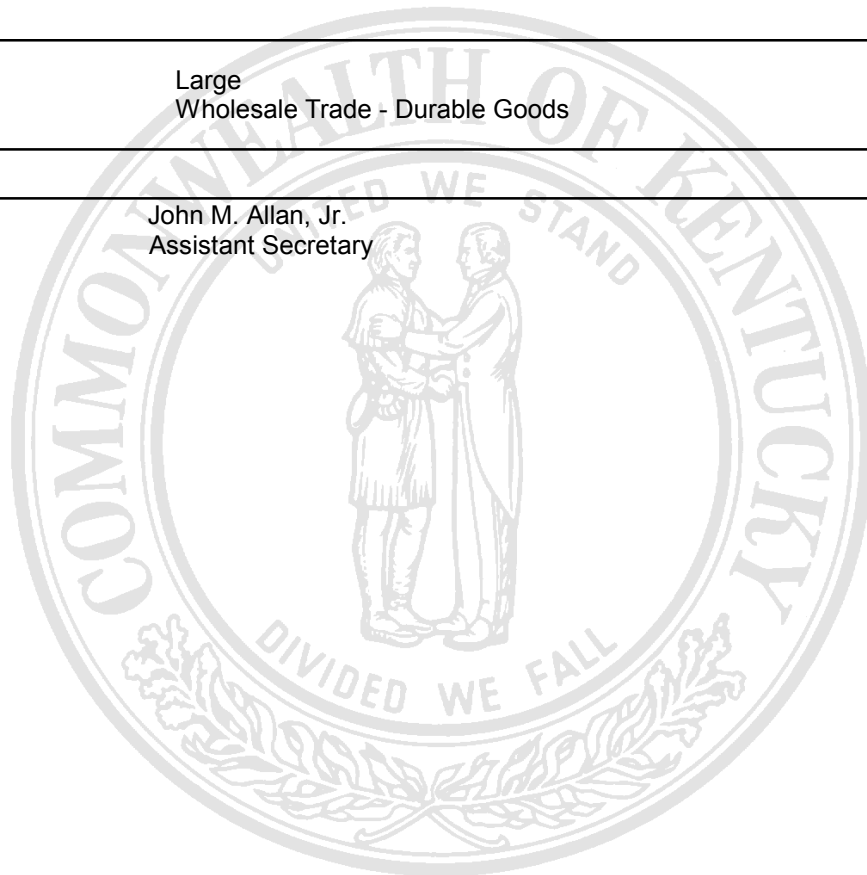 Large
Wholesale Trade - Durable Goods
John M. Allan, Jr.
Assistant Secretary
COMMONWEALTH OF KENTUCKY
UNITED WE STAND
DIVIDED WE FALL